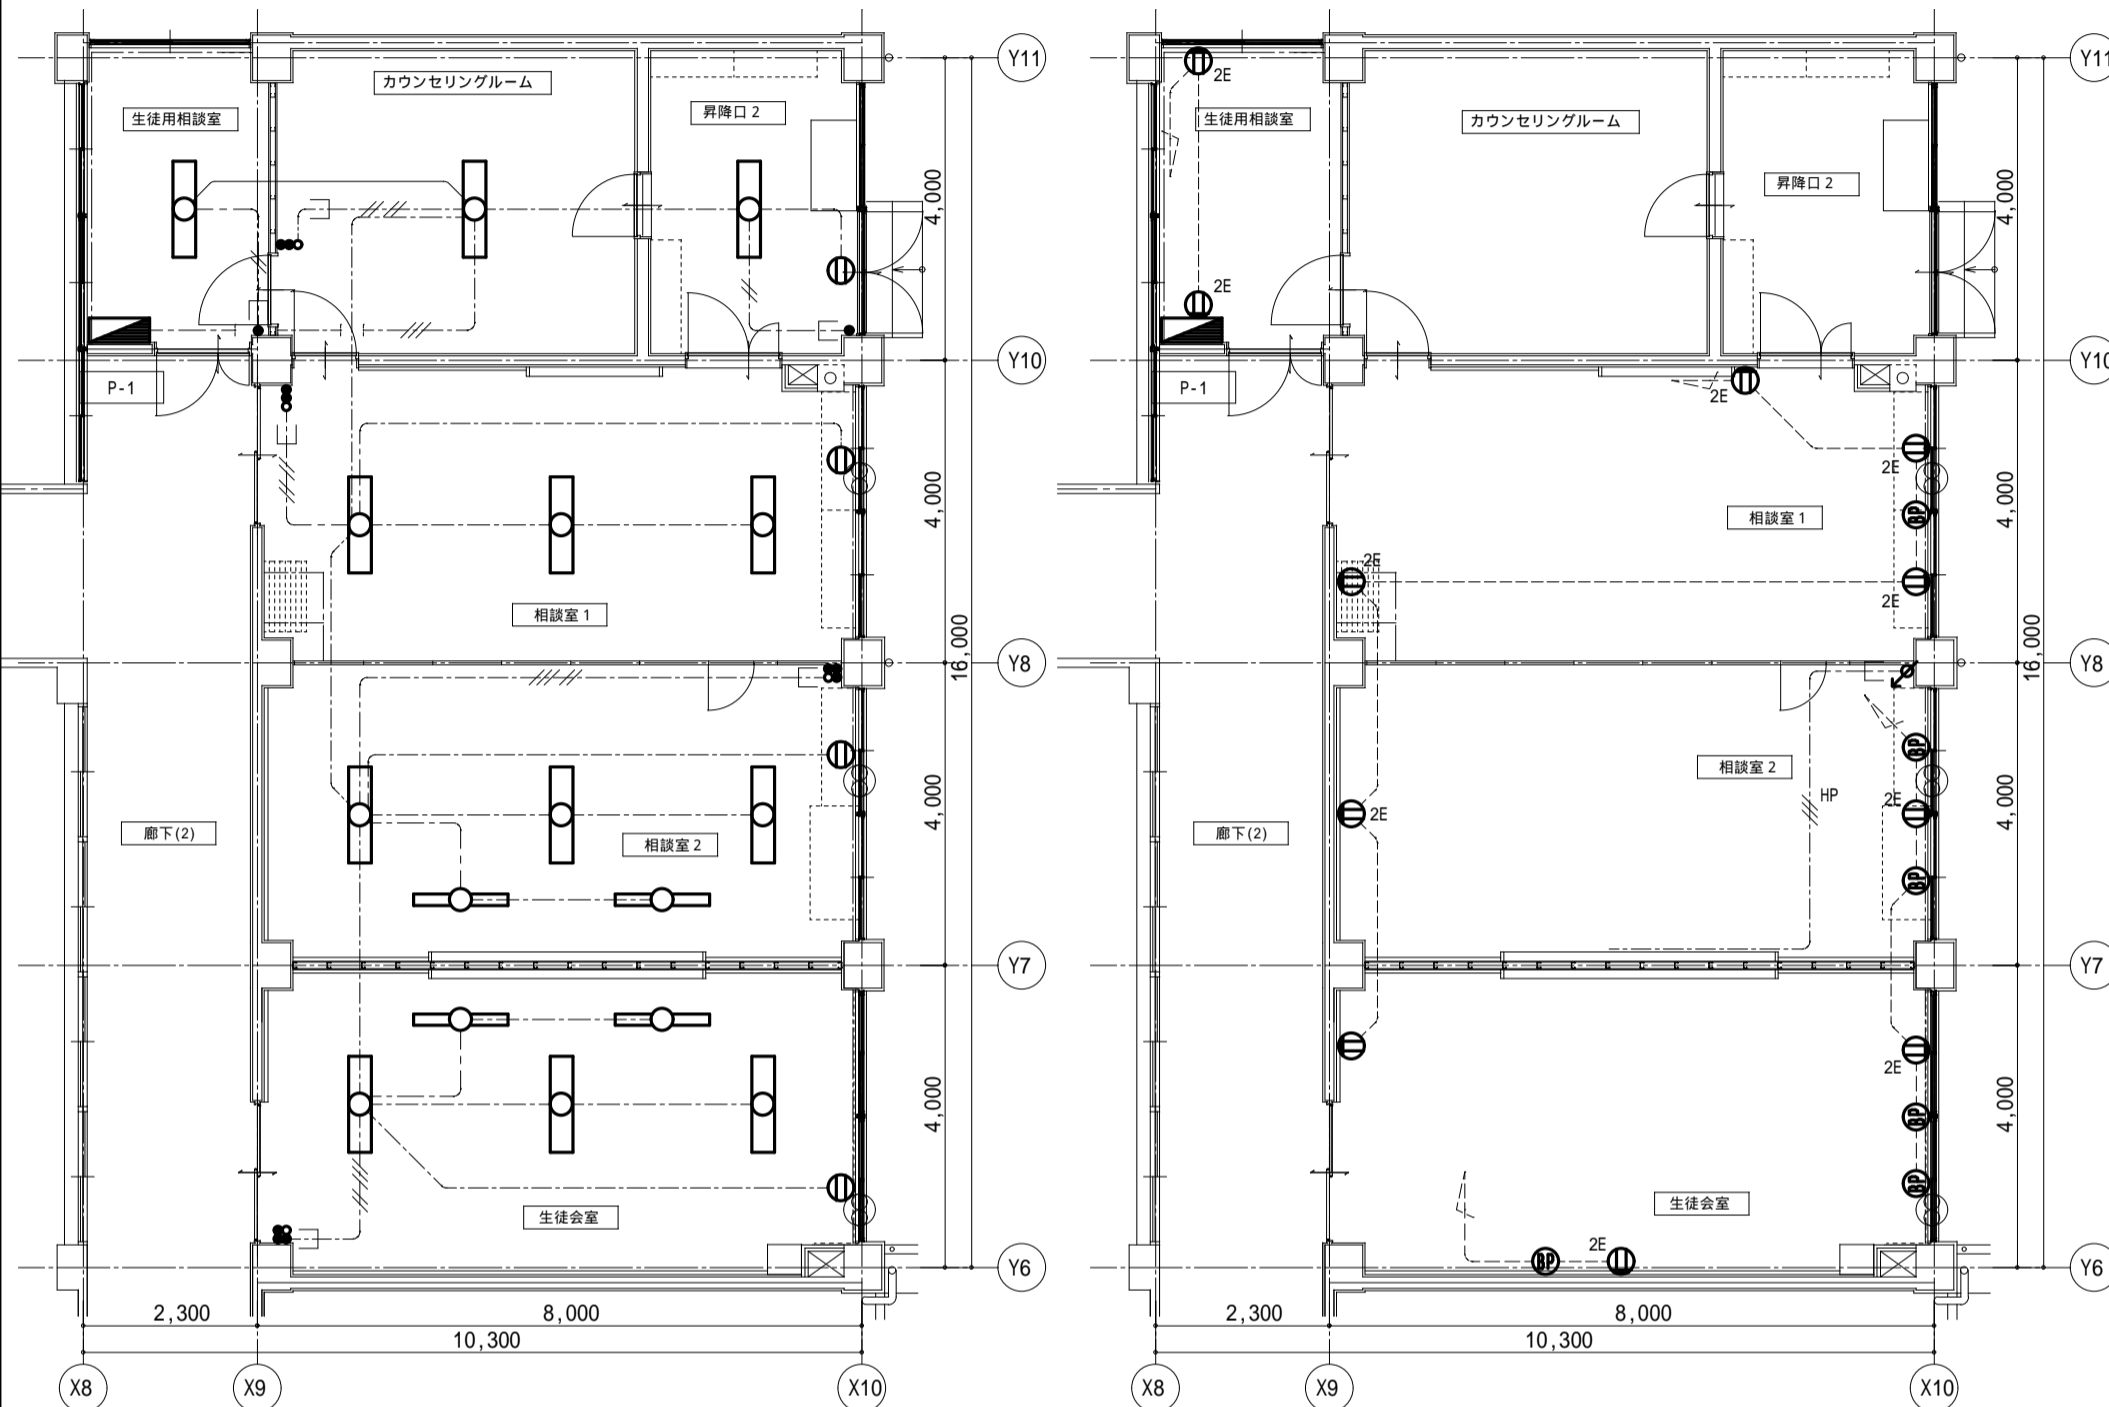 Y11
カウンセリングルーム
生徒用相談室
昇降口2
4,000
Y10
P-1
4,000
相談室1
16,000
Y8
4,000
廊下(2)
相談室2
Y7
4,000
生徒会室
Y6
2,300
8,000
10,300
X8
X9
X10
Y11
2E
生徒用相談室
カウンセリングルーム
昇降口2
4,000
2E
Y10
P-1
2E
2E
4,000
BP
相談室1
2E
2E
16,000
Y8
BP
相談室2
HP
2E
2E
4,000
廊下(2)
BP
Y7
2E
BP
4,000
BP
生徒会室
2E
BP
Y6
2,300
8,000
10,300
X8
X9
X10